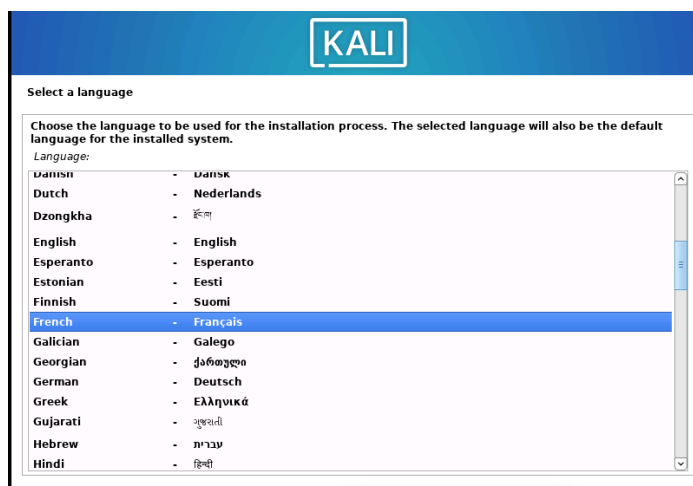 KALI
Select a language
Choose the language to be used for the installation process. The selected language will also be the default
language for the installed system.
Language:
Danish - Dansk
Dutch - Nederlands
Dzongkha - རྫོང་ཁ།
English - English
Esperanto - Esperanto
Estonian - Eesti
Finnish - Suomi
French - Français
Galician - Galego
Georgian - ქართული
German - Deutsch
Greek - Ελληνικά
Gujarati - ગુજરાતી
Hebrew - עברית
Hindi - हिन्दी